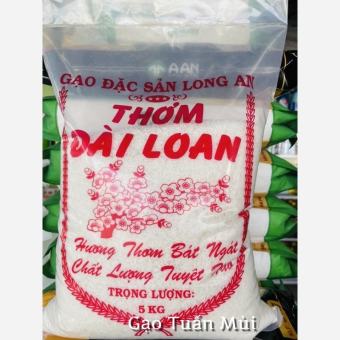 GẠO ĐẶC SẢN LONG AN
THƠM
ĐÀI LOAN
Hương Thơm Bát Ngát
Chất Lượng Tuyệt
TRỌNG LƯỢNG:
5 KG
Gạo Tuấn Mùi